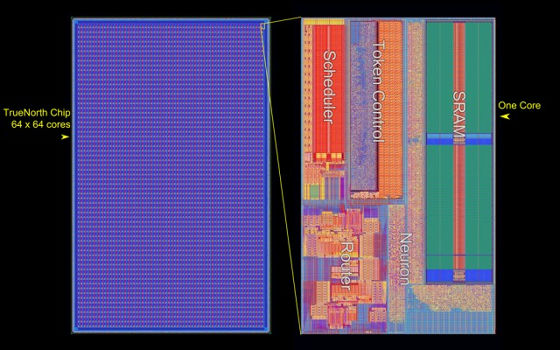 TrueNorth Chip
64 x 64 cores
Scheduler
Token Control
SRAM
One Core
Router
Neuron